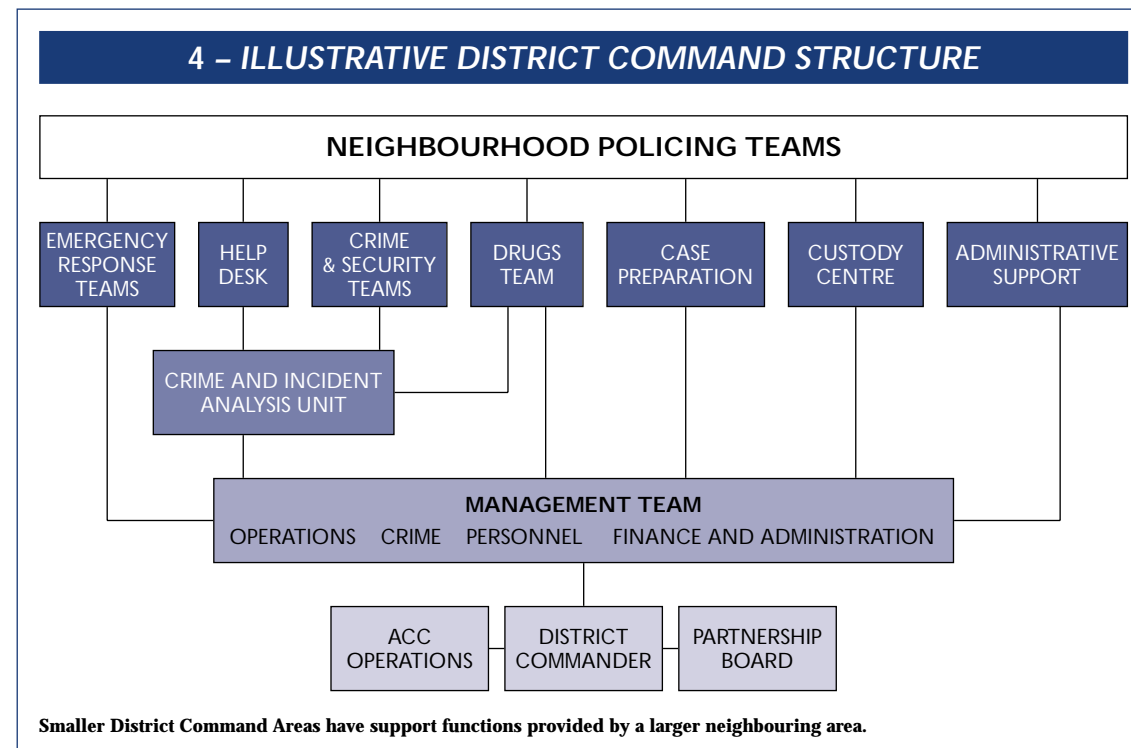 4 – ILLUSTRATIVE DISTRICT COMMAND STRUCTURE
NEIGHBOURHOOD POLICING TEAMS
EMERGENCY
RESPONSE
TEAMS
HELP
DESK
CRIME
& SECURITY
TEAMS
DRUGS
TEAM
CASE
PREPARATION
CUSTODY
CENTRE
ADMINISTRATIVE
SUPPORT
CRIME AND INCIDENT
ANALYSIS UNIT
MANAGEMENT TEAM
OPERATIONS CRIME PERSONNEL FINANCE AND ADMINISTRATION
ACC
OPERATIONS
DISTRICT
COMMANDER
PARTNERSHIP
BOARD
Smaller District Command Areas have support functions provided by a larger neighbouring area.